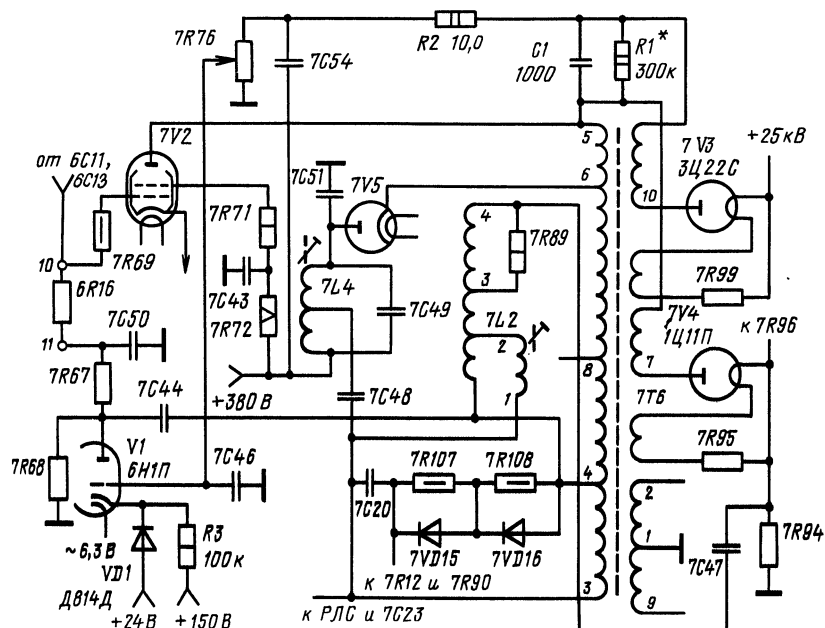 7R76
R2 10,0
C1
1000
R1*
300к
7C54
7V2
от 6С11,
6С13
5
6
7V3
3Ц22С
+25кВ
7C51
7V5
7R71
10
7R69
10
4
7R89
3
7L4
7C43
7R72
7C49
7L2
7R99
6R16
11
7C50
7V4
1Ц11П
к 7R96
2
7
8
1
7R67
7C44
+380 В
7C48
7Т6
V1
6Н1П
7R68
7C46
7R107
7R108
4
7R95
7C20
2
R3
100к
1
7R94
~6,3 В
VD1
7VD15
7VD16
7C47
Д814Д
к 7R12 и 7R90
3
9
+24В
+150В
к РЛС и 7С23